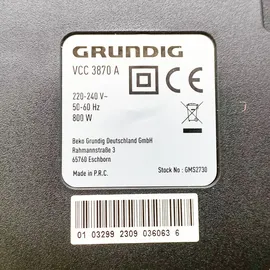 GRUNDIG
VCC 3870 A
CE
220-240 V~
50-60 Hz
800 W
Beko Grundig Deutschland GmbH
Rahmannstraße 3
65760 Eschborn
Made in P.R.C.
Stock No : GMS2730
01 03299 2309 036063 6